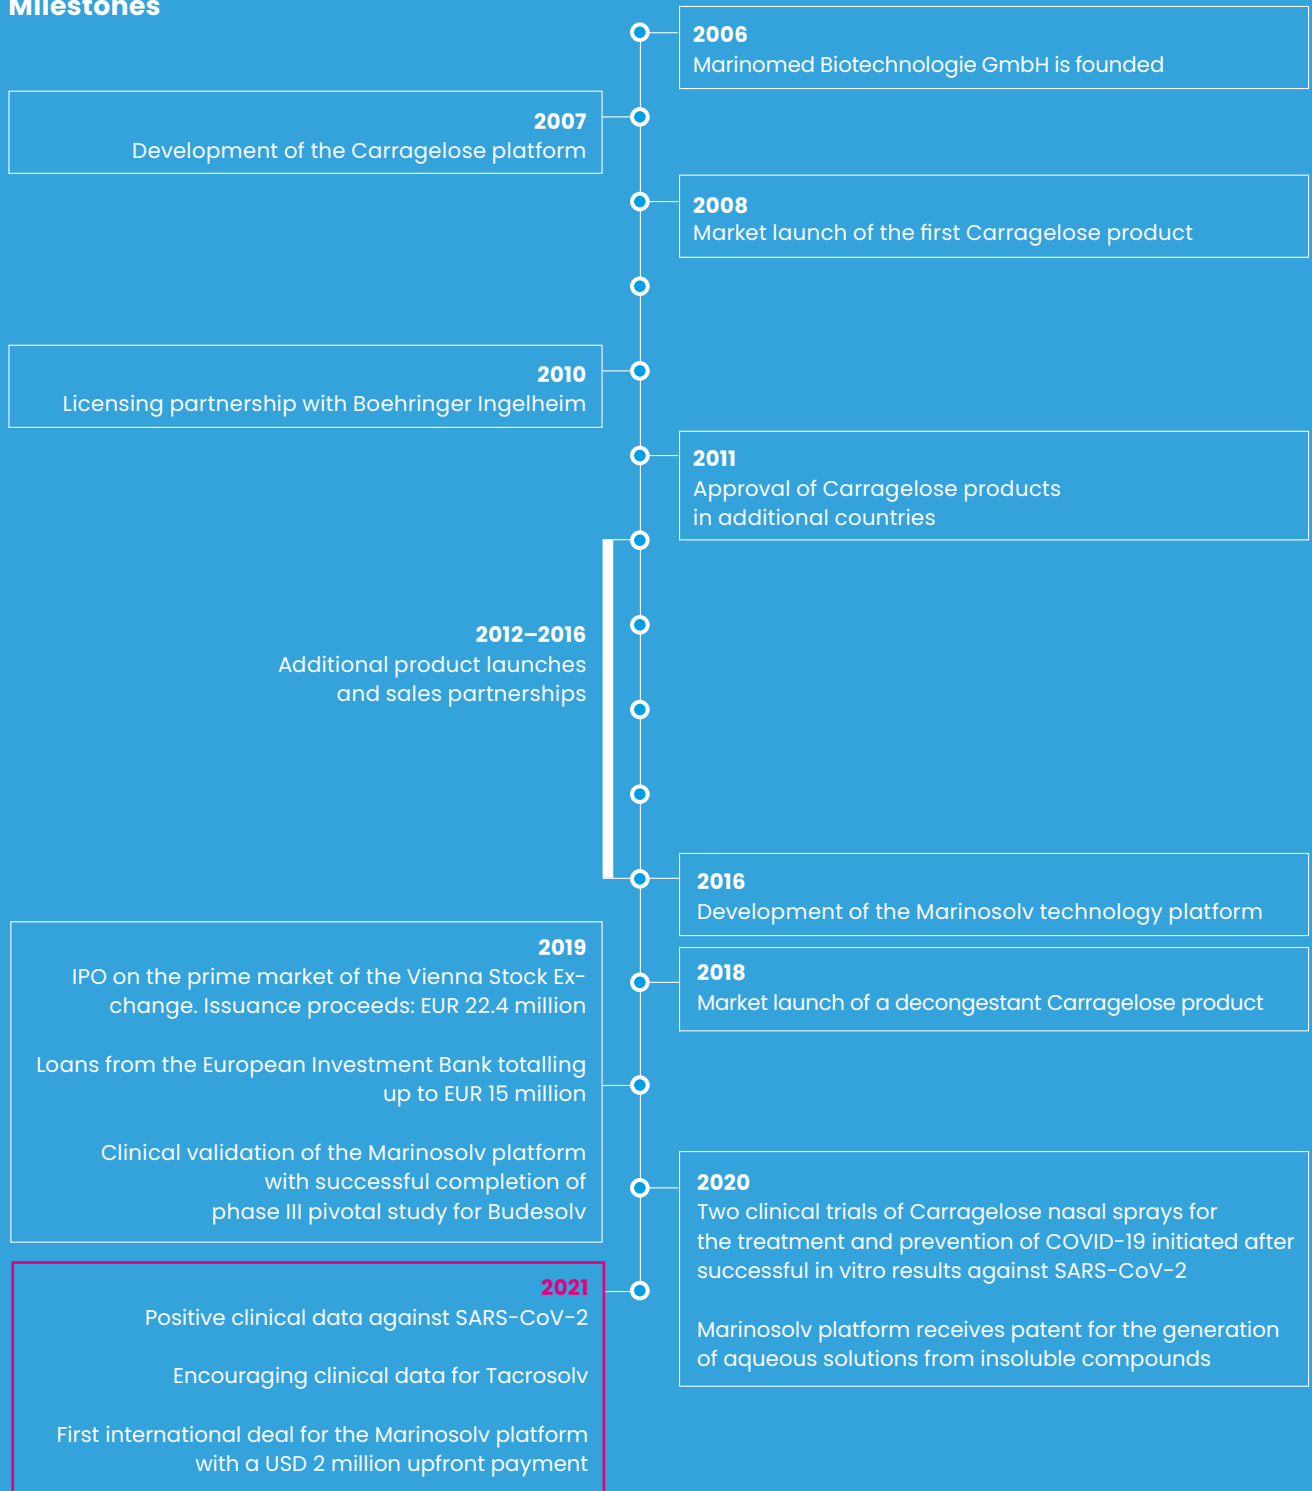 Milestones
2006
Marinomed Biotechnologie GmbH is founded
2007
Development of the Carragelose platform
2008
Market launch of the first Carragelose product
2010
Licensing partnership with Boehringer Ingelheim
2011
Approval of Carragelose products
in additional countries
2012–2016
Additional product launches
and sales partnerships
2016
Development of the Marinosolv technology platform
2018
Market launch of a decongestant Carragelose product
2019
IPO on the prime market of the Vienna Stock Ex-
change. Issuance proceeds: EUR 22.4 million
Loans from the European Investment Bank totalling
up to EUR 15 million
Clinical validation of the Marinosolv platform
with successful completion of
phase III pivotal study for Budesolv
2020
Two clinical trials of Carragelose nasal sprays for
the treatment and prevention of COVID-19 initiated after
successful in vitro results against SARS-CoV-2
Marinosolv platform receives patent for the generation
of aqueous solutions from insoluble compounds
2021
Positive clinical data against SARS-CoV-2
Encouraging clinical data for Tacrosolv
First international deal for the Marinosolv platform
with a USD 2 million upfront payment